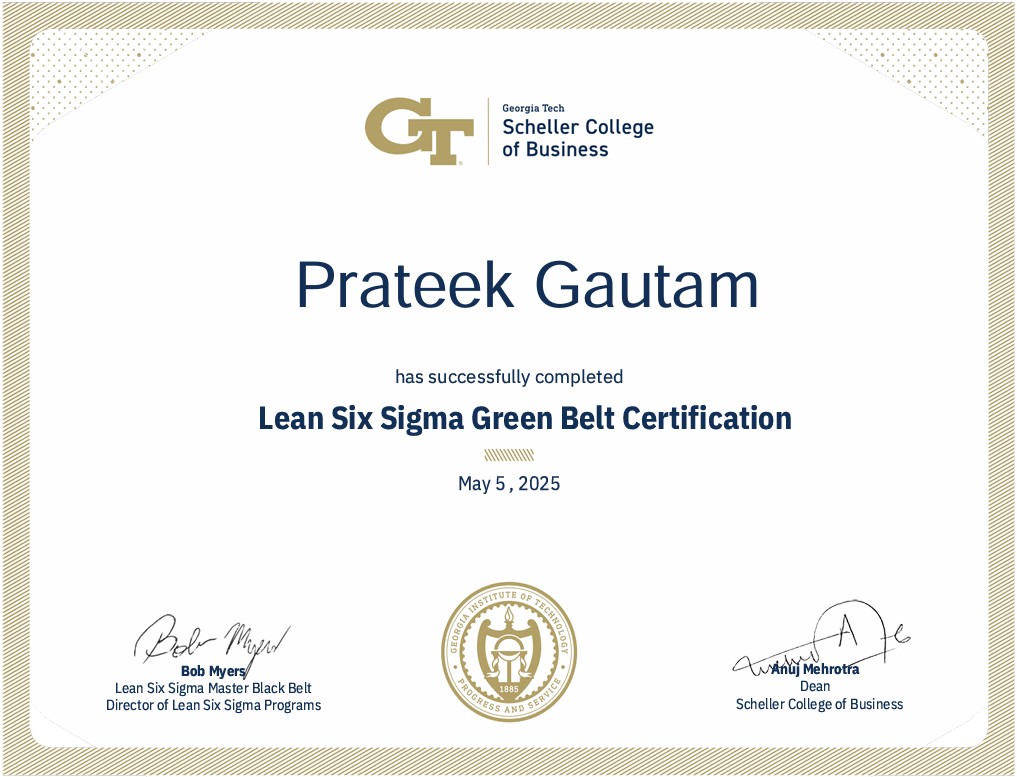 GT
Georgia Tech
Scheller College
of Business
Prateek Gautam
has successfully completed
Lean Six Sigma Green Belt Certification
May 5 , 2025
Bob Myers
Bob Myers
Lean Six Sigma Master Black Belt
Director of Lean Six Sigma Programs
GEORGIA INSTITUTE OF TECHNOLOGY
PROGRESS AND SERVICE
1885
Anuj Mehrotra
Dean
Scheller College of Business